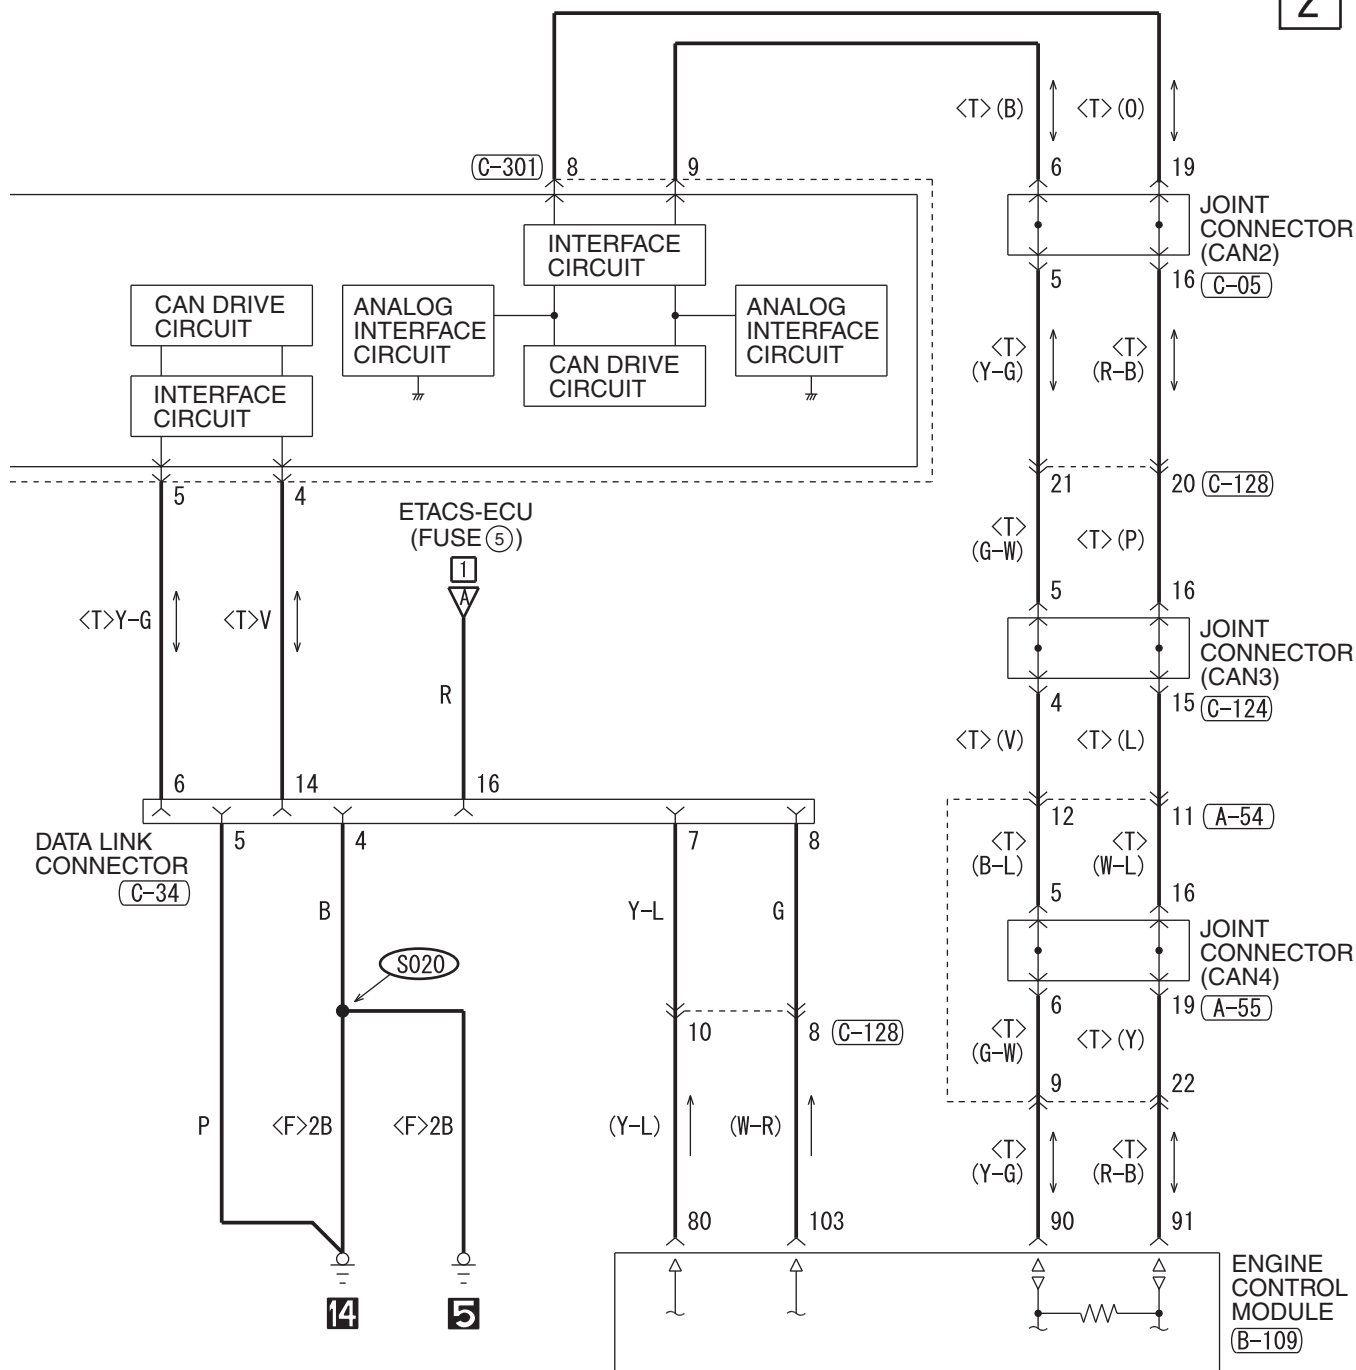 2
<T>(B)
<T>(O)
C-301
8
9
6
19
JOINT
CONNECTOR
(CAN2)
INTERFACE
CIRCUIT
5
16
C-05
CAN DRIVE
CIRCUIT
ANALOG
INTERFACE
CIRCUIT
ANALOG
INTERFACE
CIRCUIT
<T>
(Y-G)
<T>
(R-B)
CAN DRIVE
CIRCUIT
INTERFACE
CIRCUIT
5
4
21
20
C-128
ETACS-ECU
(FUSE 5)
<T>
(G-W)
<T>(P)
1
A
5
16
<T>Y-G
<T>V
JOINT
CONNECTOR
(CAN3)
R
4
15
C-124
<T>(V)
<T>(L)
6
14
16
12
11
A-54
DATA LINK
CONNECTOR
C-34
5
4
7
8
<T>
(B-L)
<T>
(W-L)
5
16
B
Y-L
G
JOINT
CONNECTOR
(CAN4)
S020
6
19
A-55
10
8
C-128
<T>
(G-W)
<T>(Y)
9
22
P
<F>2B
<F>2B
(Y-L)
(W-R)
<T>
(Y-G)
<T>
(R-B)
80
103
90
91
14
5
ENGINE
CONTROL
MODULE
B-109